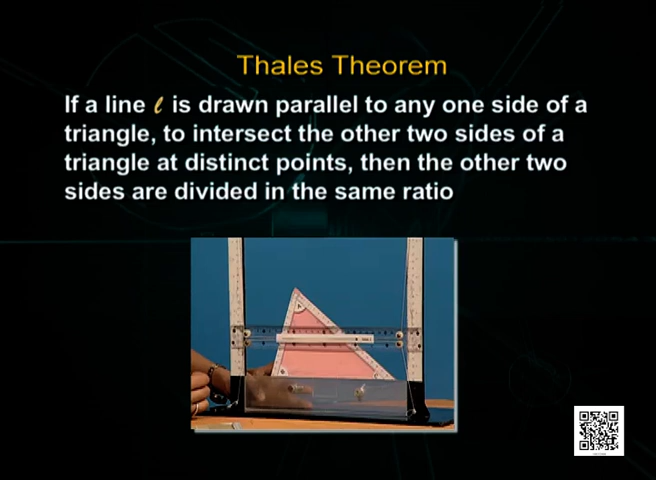 Thales Theorem
If a line ℓ is drawn parallel to any one side of a
triangle, to intersect the other two sides of a
triangle at distinct points, then the other two
sides are divided in the same ratio
A